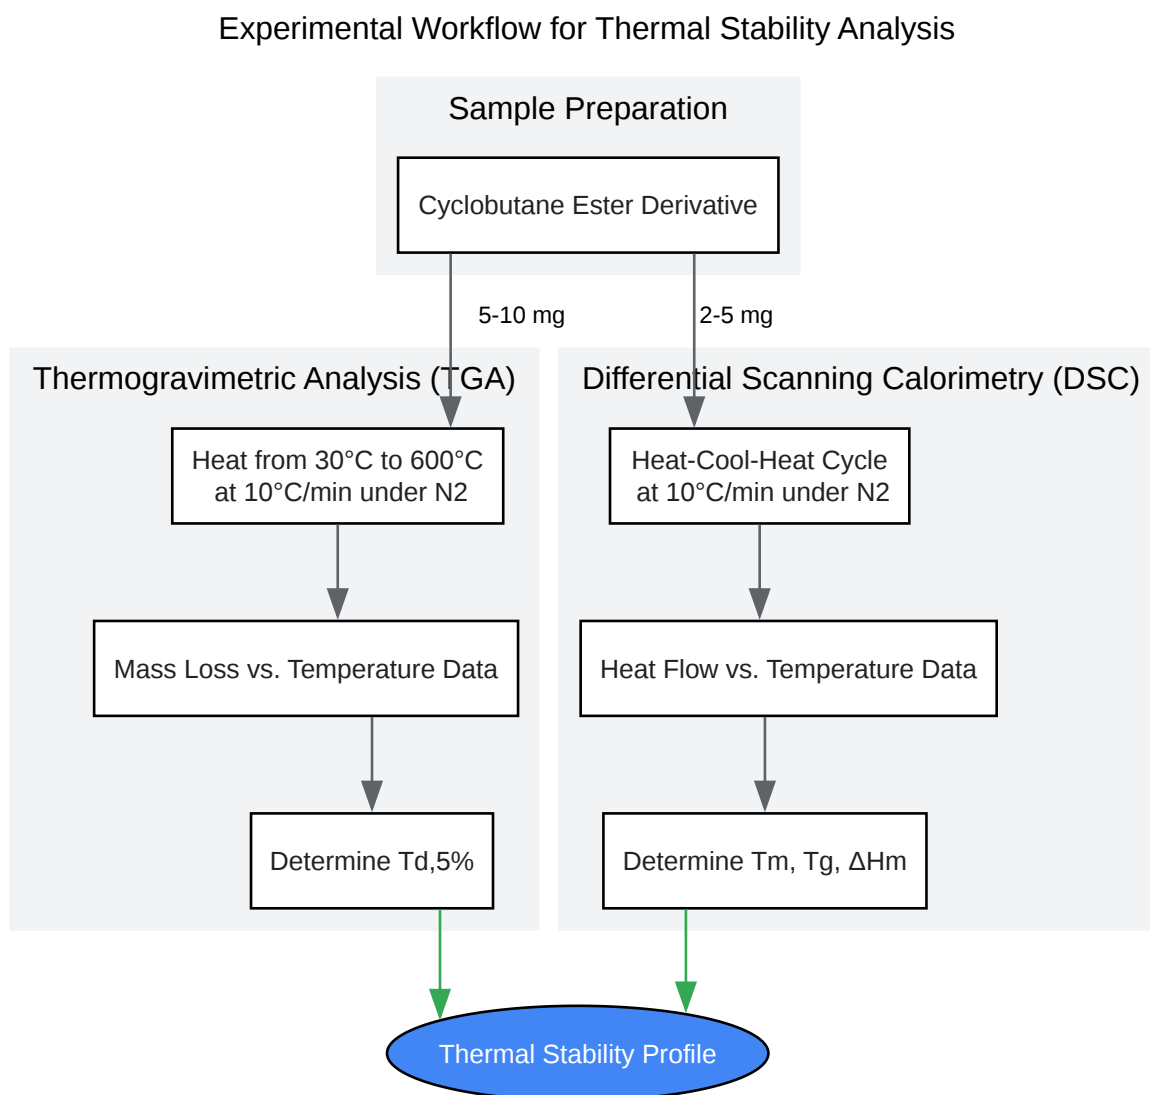 Experimental Workflow for Thermal Stability Analysis
Sample Preparation
Cyclobutane Ester Derivative
5-10 mg
2-5 mg
Thermogravimetric Analysis (TGA)
Heat from 30°C to 600°C
at 10°C/min under N2
Mass Loss vs. Temperature Data
Determine Td,5%
Differential Scanning Calorimetry (DSC)
Heat-Cool-Heat Cycle
at 10°C/min under N2
Heat Flow vs. Temperature Data
Determine Tm, Tg, ΔHm
Thermal Stability Profile